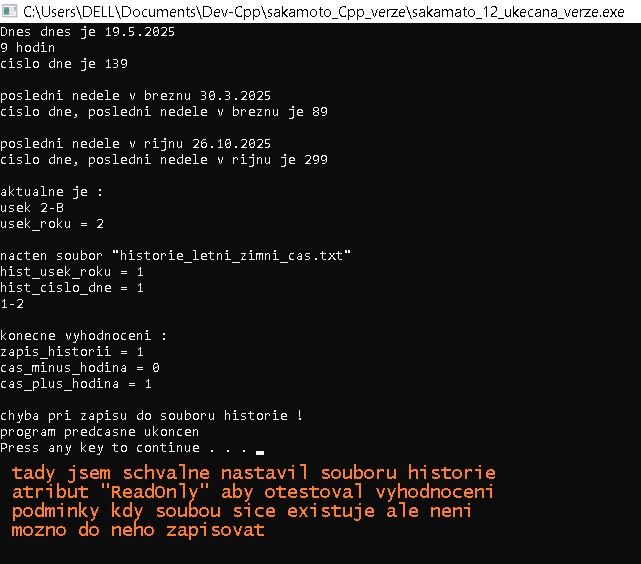 C:\Users\DELL\Documents\Dev-Cpp\sakamoto_Cpp_verze\sakamato_12_ukecana_verze.exe
Dnes dnes je 19.5.2025
9 hodin
cislo dne je 139
posledni nedele v breznu 30.3.2025
cislo dne, posledni nedele v breznu je 89
posledni nedele v rijnu 26.10.2025
cislo dne, posledni nedele v rijnu je 299
aktualne je :
usek 2-B
usek_roku = 2
nacten soubor "historie_letni_zimni_cas.txt"
hist_usek_roku = 1
hist_cislo_dne = 1
1-2
konecne vyhodnoceni :
zapis_historii = 1
cas_minus_hodina = 0
cas_plus_hodina = 1
chyba pri zapisu do souboru historie !
program predcasne ukoncen
Press any key to continue . . .
tady jsem schvalne nastavil souboru historie
atribut "ReadOnly" aby otestoval vyhodnoceni
podminky kdy soubou sice existuje ale neni
mozno do neho zapisovat